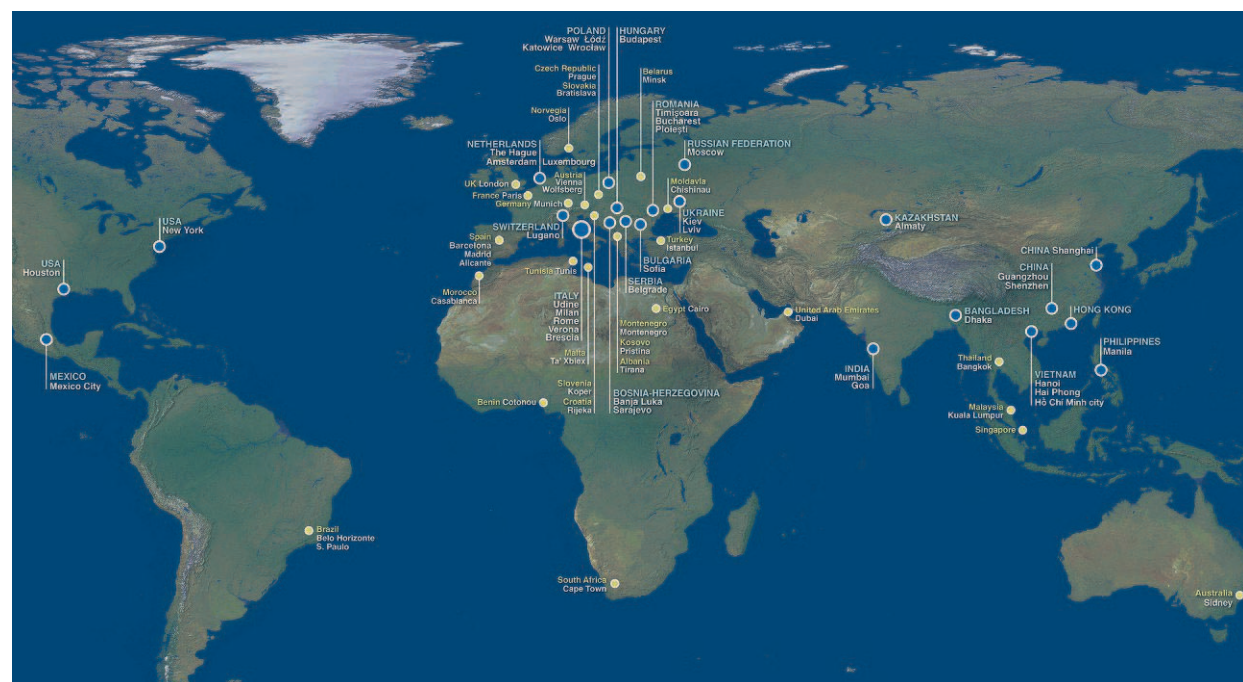 POLAND
Warsaw Łódź
Katowice Wrocław
HUNGARY
Budapest
Czech Republic
Prague
Slovakia
Bratislava
Belarus
Minsk
Norvegia
Oslo
ROMANIA
Timişoara
Bucharest
Ploieşti
NETHERLANDS
The Hague
Amsterdam
Luxembourg
RUSSIAN FEDERATION
Moscow
UK London
France Paris
Germany Munich
Austria
Vienna
Wolfsberg
Moldavia
Chishinau
SWITZERLAND
Lugano
UKRAINE
Kiev
Lviv
Spain
Barcelona
Madrid
Alicante
Turkey
Istanbul
BULGARIA
Sofia
SERBIA
Belgrade
Tunisia Tunis
Morocco
Casabianca
ITALY
Udine
Milan
Rome
Verona
Brescia
Egypt Cairo
Montenegro
Montenegro
Kosovo
Pristina
Albania
Tirana
Malta
Ta' Xbiex
Slovenia
Koper
Croatia
Rijeka
BOSNIA-HERZEGOVINA
Banja Luka
Sarajevo
Benin Cotonou
USA
New York
USA
Houston
MEXICO
Mexico City
Brazil
Belo Horizonte
S. Paulo
South Africa
Cape Town
KAZAKHSTAN
Almaty
CHINA Shanghai
CHINA
Guangzhou
Shenzhen
HONG KONG
BANGLADESH
Dhaka
United Arab Emirates
Dubai
INDIA
Mumbai
Goa
Thailand
Bangkok
PHILIPPINES
Manila
VIETNAM
Hanoi
Hai Phong
Hồ Chí Minh city
Malaysia
Kuala Lumpur
Singapore
Australia
Sidney